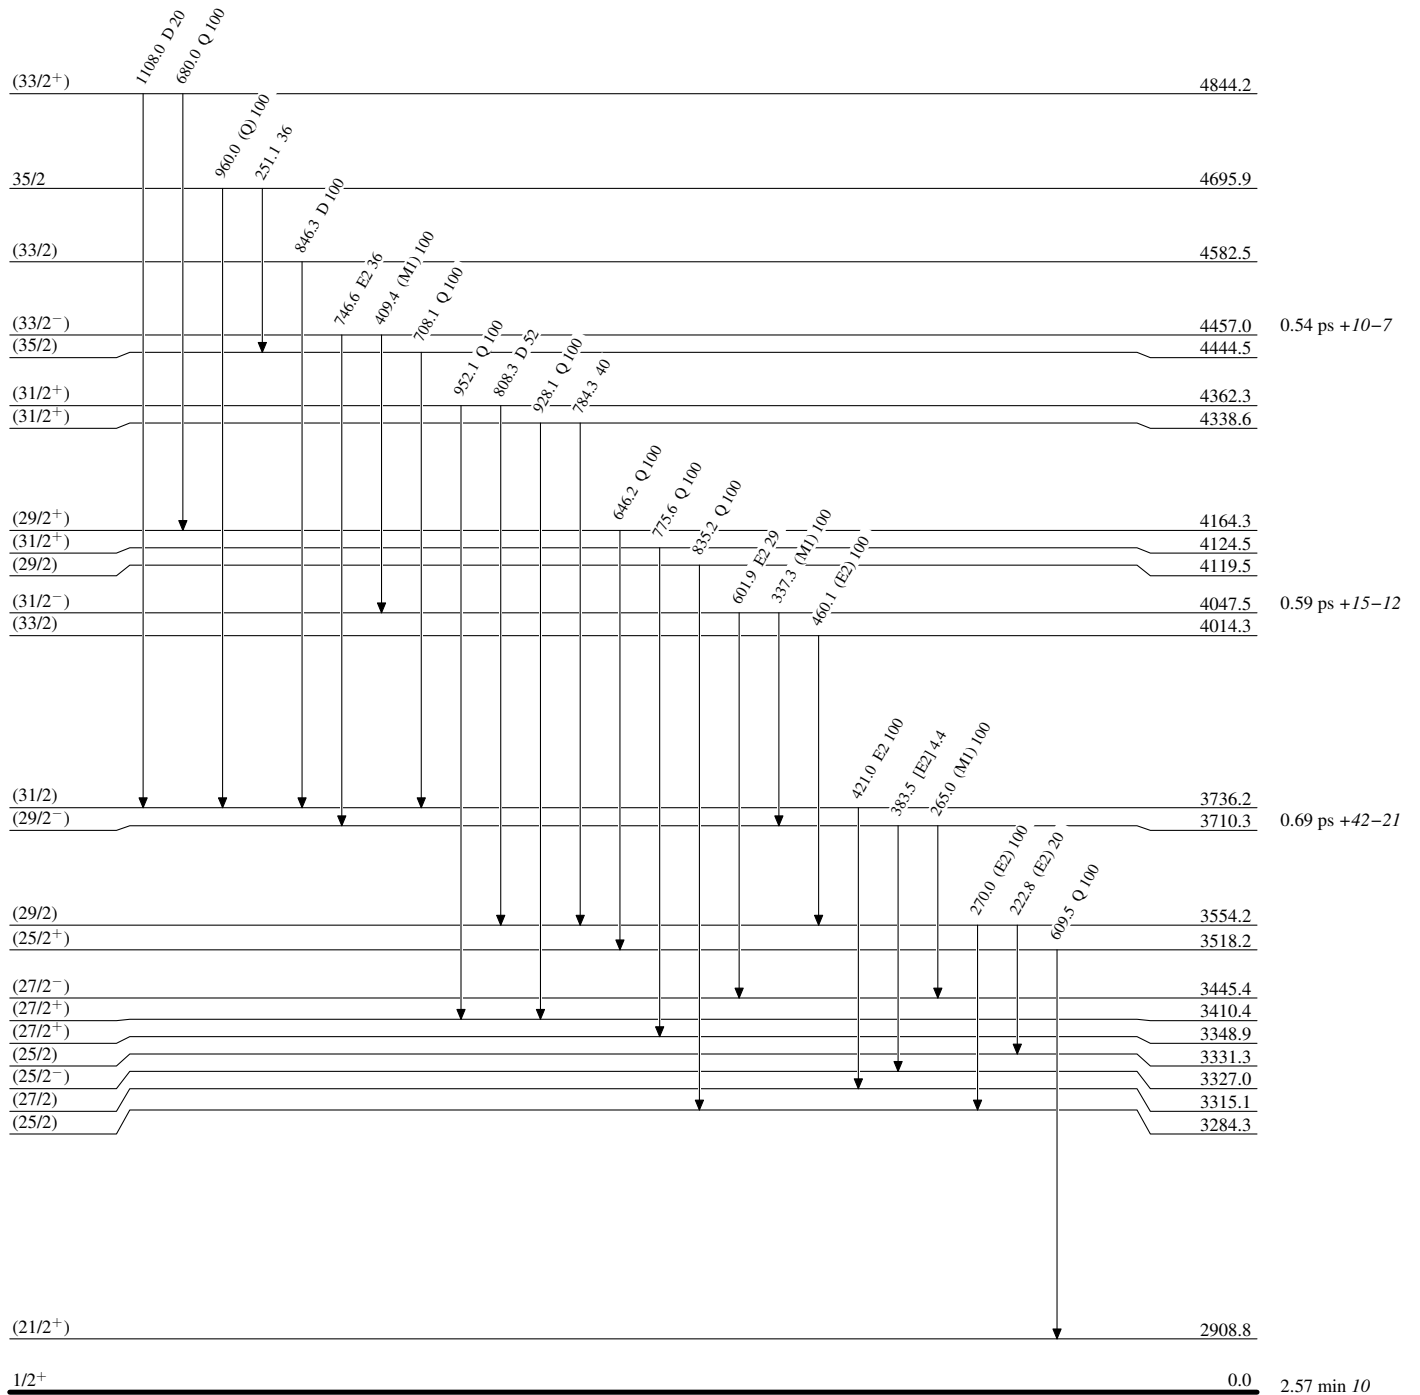 1108.0 D 20
680.0 Q 100
(33/2+) 4844.2
960.0 (Q) 100
251.1 36
35/2 4695.9
846.3 D 100
(33/2) 4582.5
746.6 E2 36
409.4 (M1) 100
(33/2−) 4457.0 0.54 ps +10−7
708.1 Q 100
(35/2) 4444.5
952.1 Q 100
808.3 D 52
(31/2+) 4362.3
928.1 Q 100
784.3 40
(31/2+) 4338.6
646.2 Q 100
(29/2+) 4164.3
775.6 Q 100
(31/2+) 4124.5
835.2 Q 100
(29/2) 4119.5
601.9 E2 29
337.3 (M1) 100
(31/2−) 4047.5 0.59 ps +15−12
460.1 (E2) 100
(33/2) 4014.3
421.0 E2 100
(31/2) 3736.2
383.5 [E2] 4.4
265.0 (M1) 100
(29/2−) 3710.3 0.69 ps +42−21
270.0 (E2) 100
222.8 (E2) 20
(29/2) 3554.2
609.5 Q 100
(25/2+) 3518.2
(27/2−) 3445.4
(27/2+) 3410.4
(27/2+) 3348.9
(25/2) 3331.3
(25/2−) 3327.0
(27/2) 3315.1
(25/2) 3284.3
(21/2+) 2908.8
1/2+ 0.0 2.57 min 10